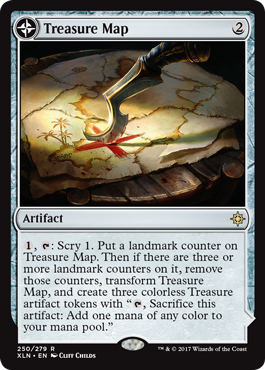 Treasure Map 2
Artifact
1, : Scry 1. Put a landmark counter on
Treasure Map. Then if there are three or
more landmark counters on it, remove
those counters, transform Treasure
Map, and create three colorless Treasure
artifact tokens with “, Sacrifice this
artifact: Add one mana of any color to
your mana pool.”
250/279 R
XLN • EN Cliff Childs
™ & © 2017 Wizards of the Coast